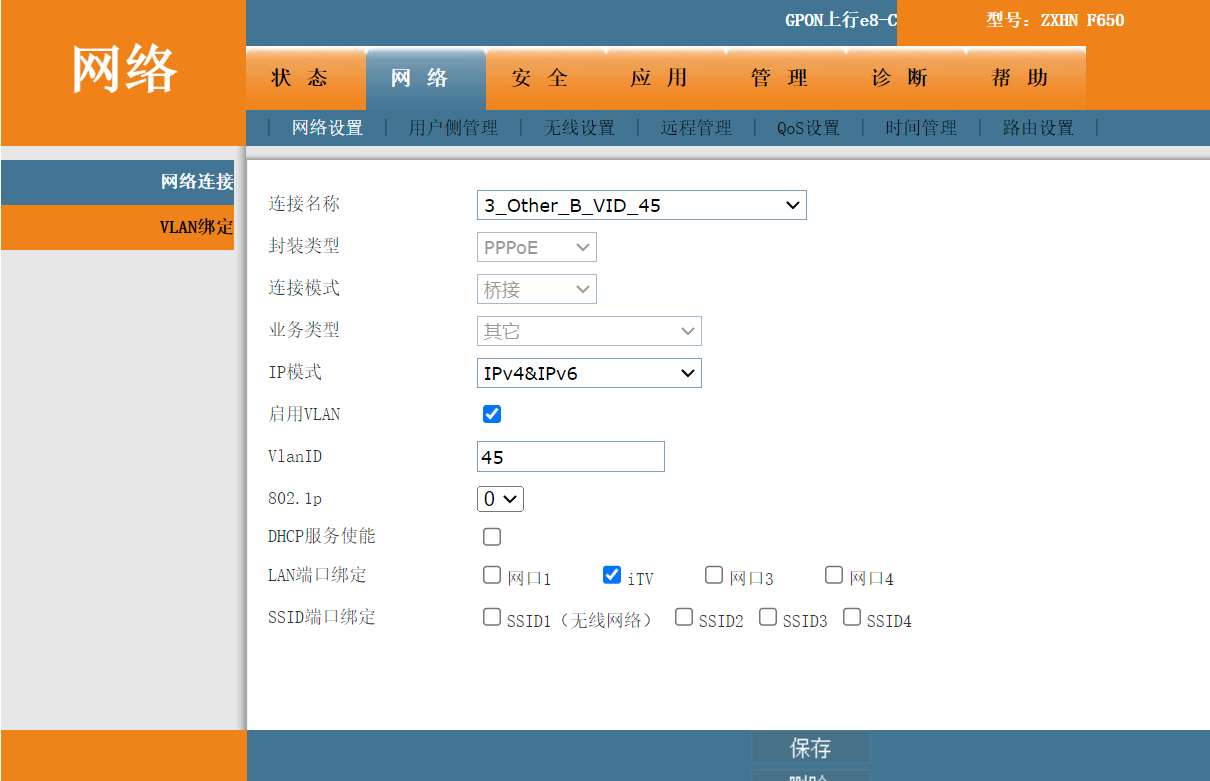 网络
GPON上行e8-C
型号: ZXHN F650
状态 网络 安全 应用 管理 诊断 帮助
| 网络设置 | 用户侧管理 | 无线设置 | 远程管理 | QoS设置 | 时间管理 | 路由设置 |
网络连接
VLAN绑定
连接名称 3_Other_B_VID_45
封装类型 PPPoE
连接模式 桥接
业务类型 其它
IP模式 IPv4&IPv6
启用VLAN
VlanID 45
802.1p 0
DHCP服务使能
LAN端口绑定 网口1 iTV 网口3 网口4
SSID端口绑定 SSID1（无线网络） SSID2 SSID3 SSID4
保存